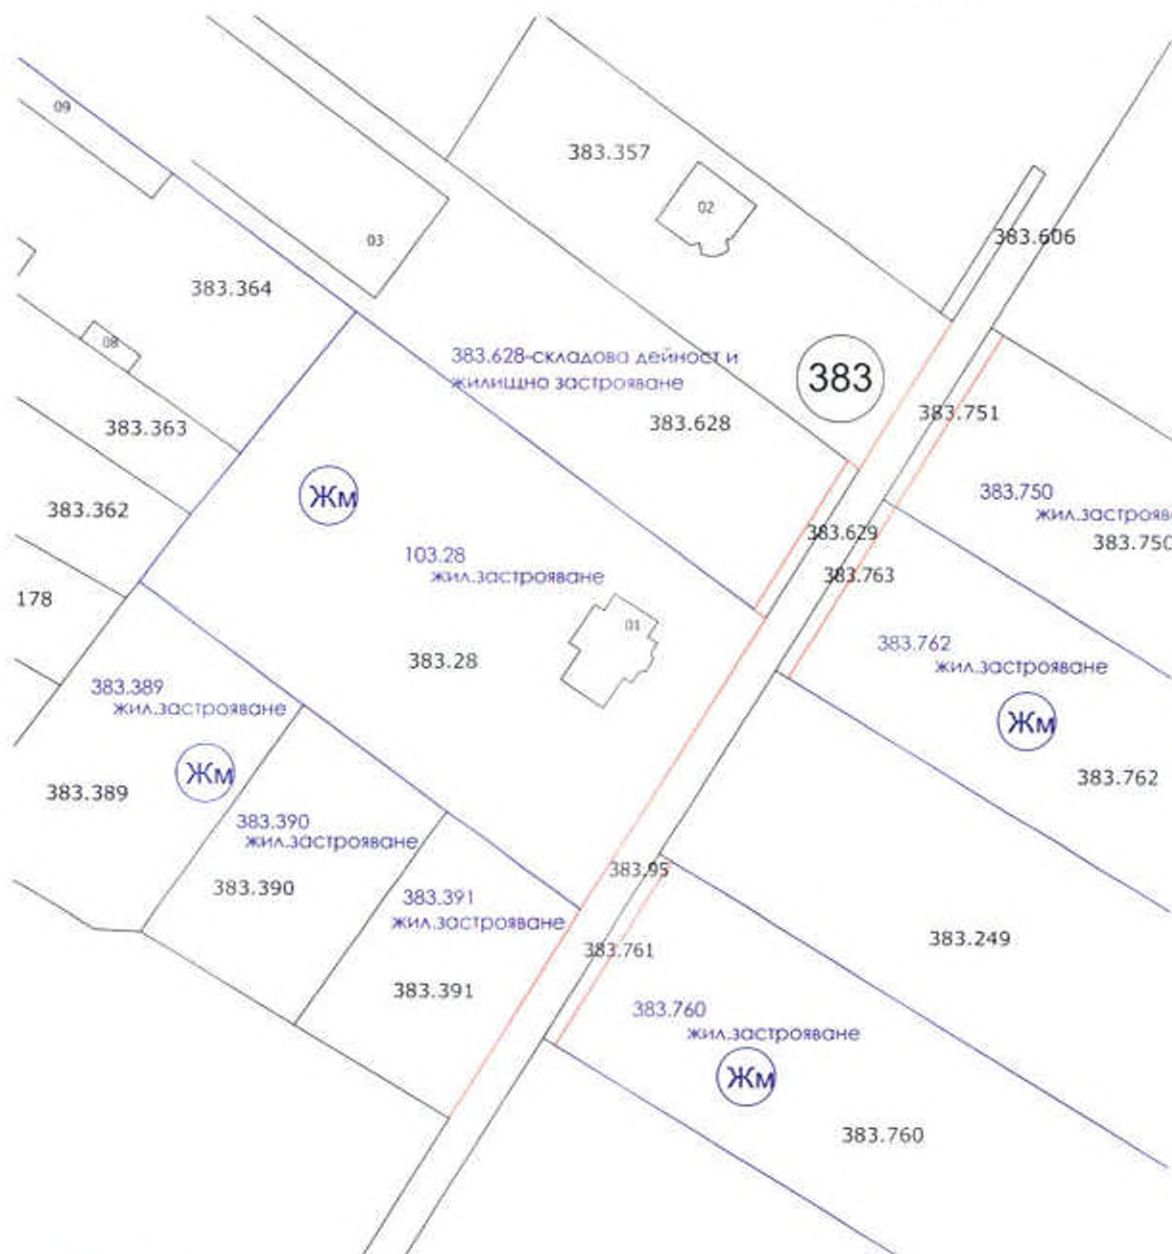 09
383.357
02
03
383.606
383.364
08
383.628-складова дейност и
жилищно застрояване
383
383.628
383.751
383.363
Жм
383.750
жил.застрояв
383.750
383.362
383.629
103.28
жил.застрояване
383.763
178
01
383.762
жил.застрояване
383.28
383.389
жил.застрояване
Жм
Жм
383.762
383.389
383.390
жил.застрояване
383.95
383.390
383.391
жил.застрояване
383.249
383.761
383.391
383.760
жил.застрояване
Жм
383.760